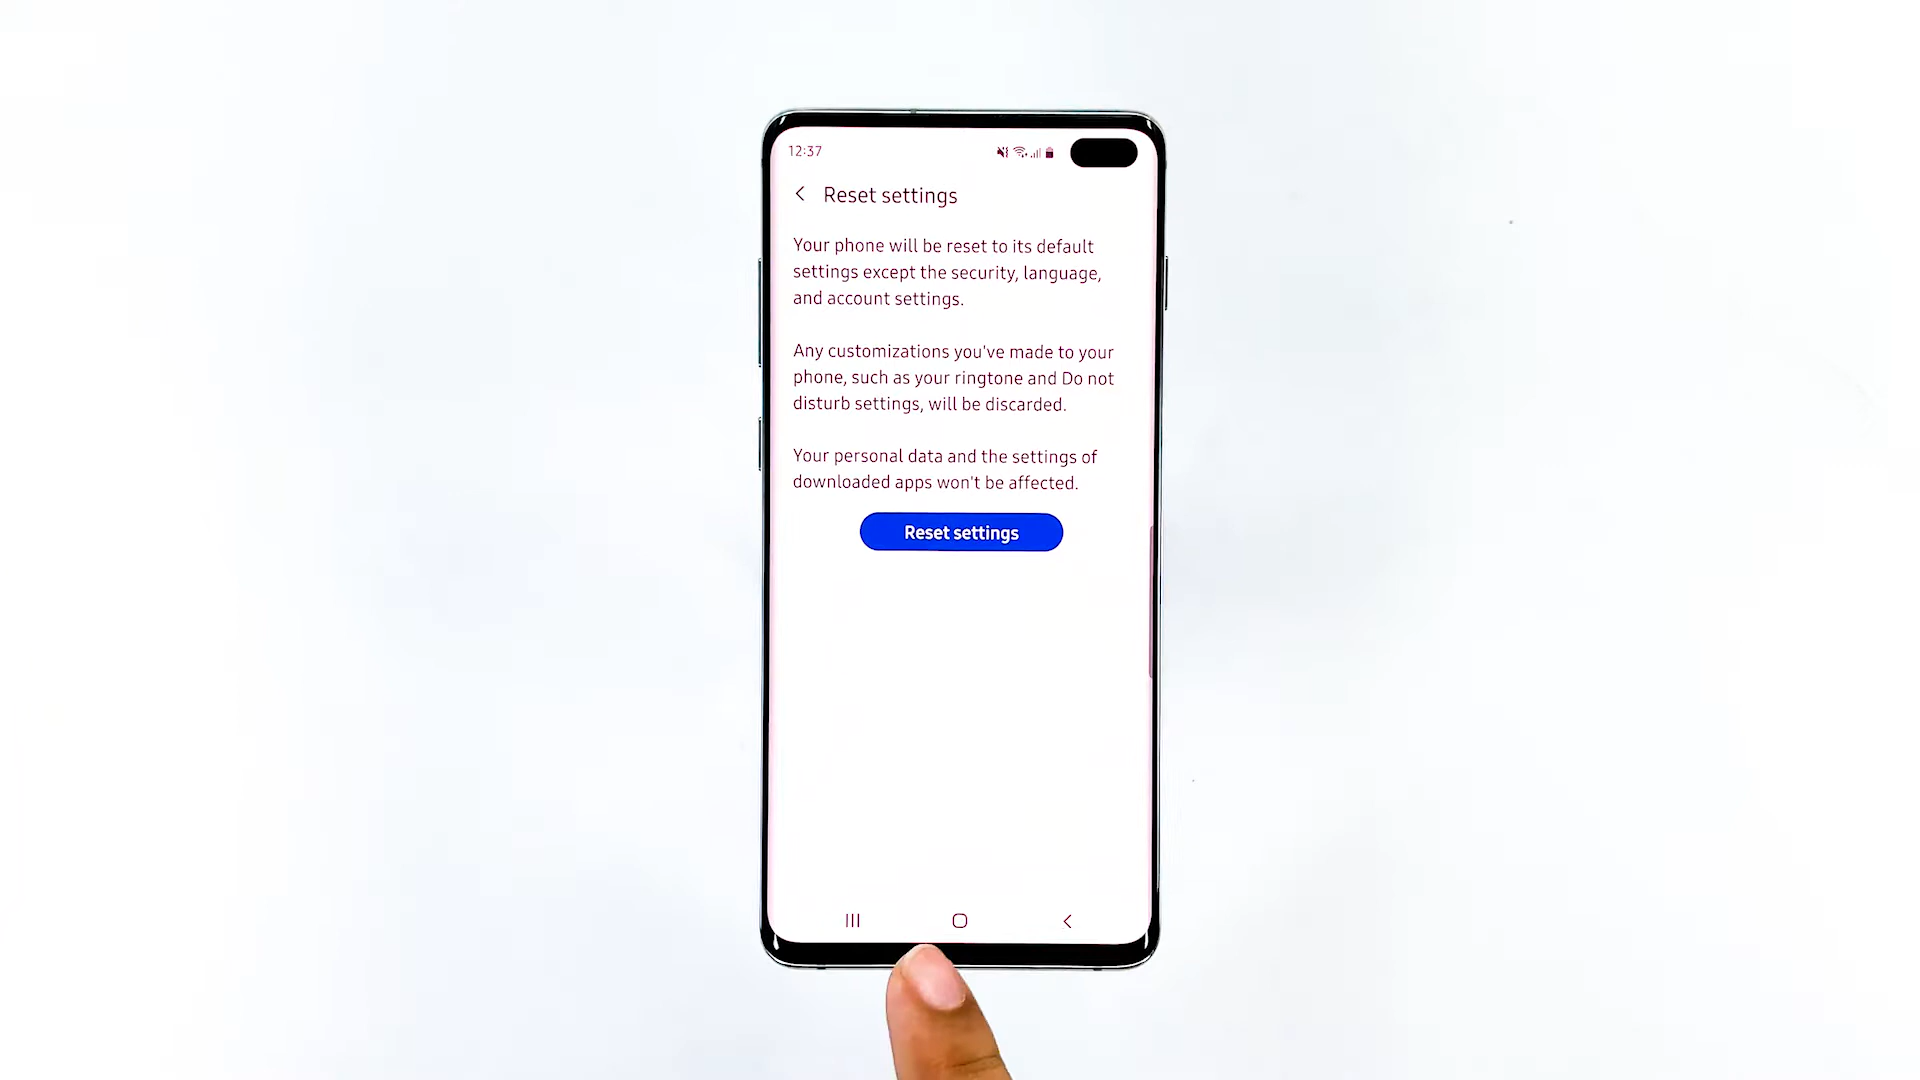 12:37
Reset settings
Your phone will be reset to its default
settings except the security, language,
and account settings.
Any customizations you've made to your
phone, such as your ringtone and Do not
disturb settings, will be discarded.
Your personal data and the settings of
downloaded apps won't be affected.
Reset settings